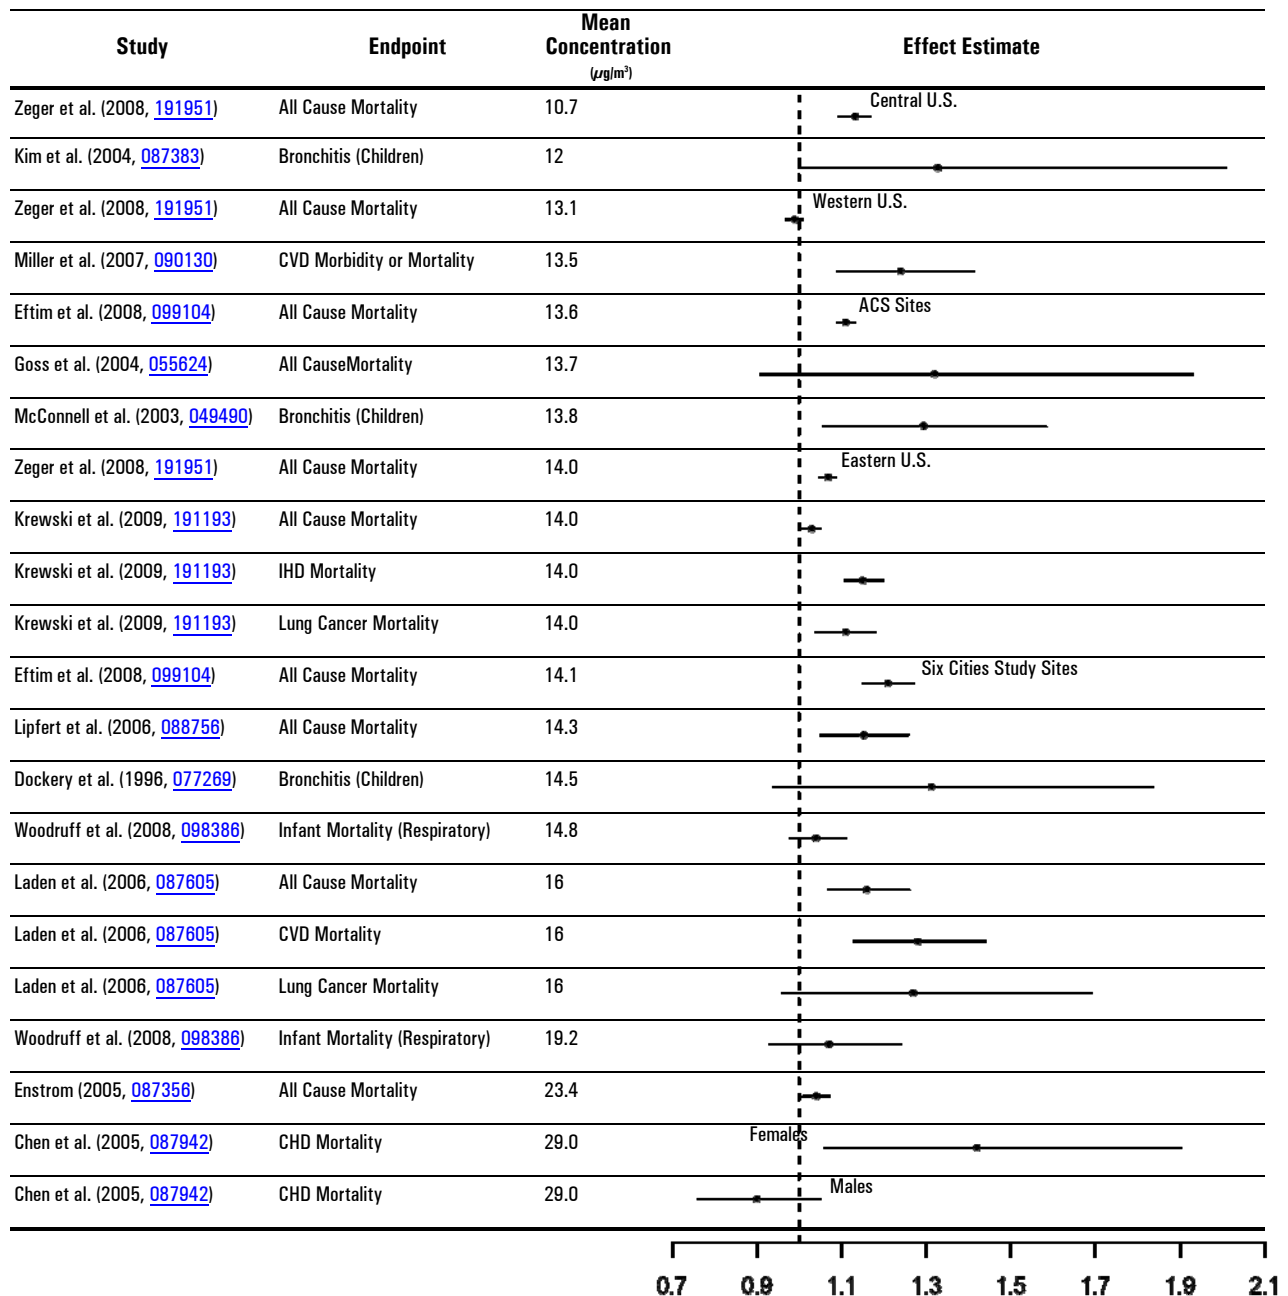 Study Endpoint Mean Concentration (µg/m³) Effect Estimate
Zeger et al. (2008, 191951) All Cause Mortality 10.7 Central U.S.
Kim et al. (2004, 087383) Bronchitis (Children) 12
Zeger et al. (2008, 191951) All Cause Mortality 13.1 Western U.S.
Miller et al. (2007, 090130) CVD Morbidity or Mortality 13.5
Eftim et al. (2008, 099104) All Cause Mortality 13.6 ACS Sites
Goss et al. (2004, 055624) All CauseMortality 13.7
McConnell et al. (2003, 049490) Bronchitis (Children) 13.8
Zeger et al. (2008, 191951) All Cause Mortality 14.0 Eastern U.S.
Krewski et al. (2009, 191193) All Cause Mortality 14.0
Krewski et al. (2009, 191193) IHD Mortality 14.0
Krewski et al. (2009, 191193) Lung Cancer Mortality 14.0
Eftim et al. (2008, 099104) All Cause Mortality 14.1 Six Cities Study Sites
Lipfert et al. (2006, 088756) All Cause Mortality 14.3
Dockery et al. (1996, 077269) Bronchitis (Children) 14.5
Woodruff et al. (2008, 098386) Infant Mortality (Respiratory) 14.8
Laden et al. (2006, 087605) All Cause Mortality 16
Laden et al. (2006, 087605) CVD Mortality 16
Laden et al. (2006, 087605) Lung Cancer Mortality 16
Woodruff et al. (2008, 098386) Infant Mortality (Respiratory) 19.2
Enstrom (2005, 087356) All Cause Mortality 23.4
Chen et al. (2005, 087942) CHD Mortality 29.0 Females
Chen et al. (2005, 087942) CHD Mortality 29.0 Males
0.7 0.9 1.1 1.3 1.5 1.7 1.9 2.1